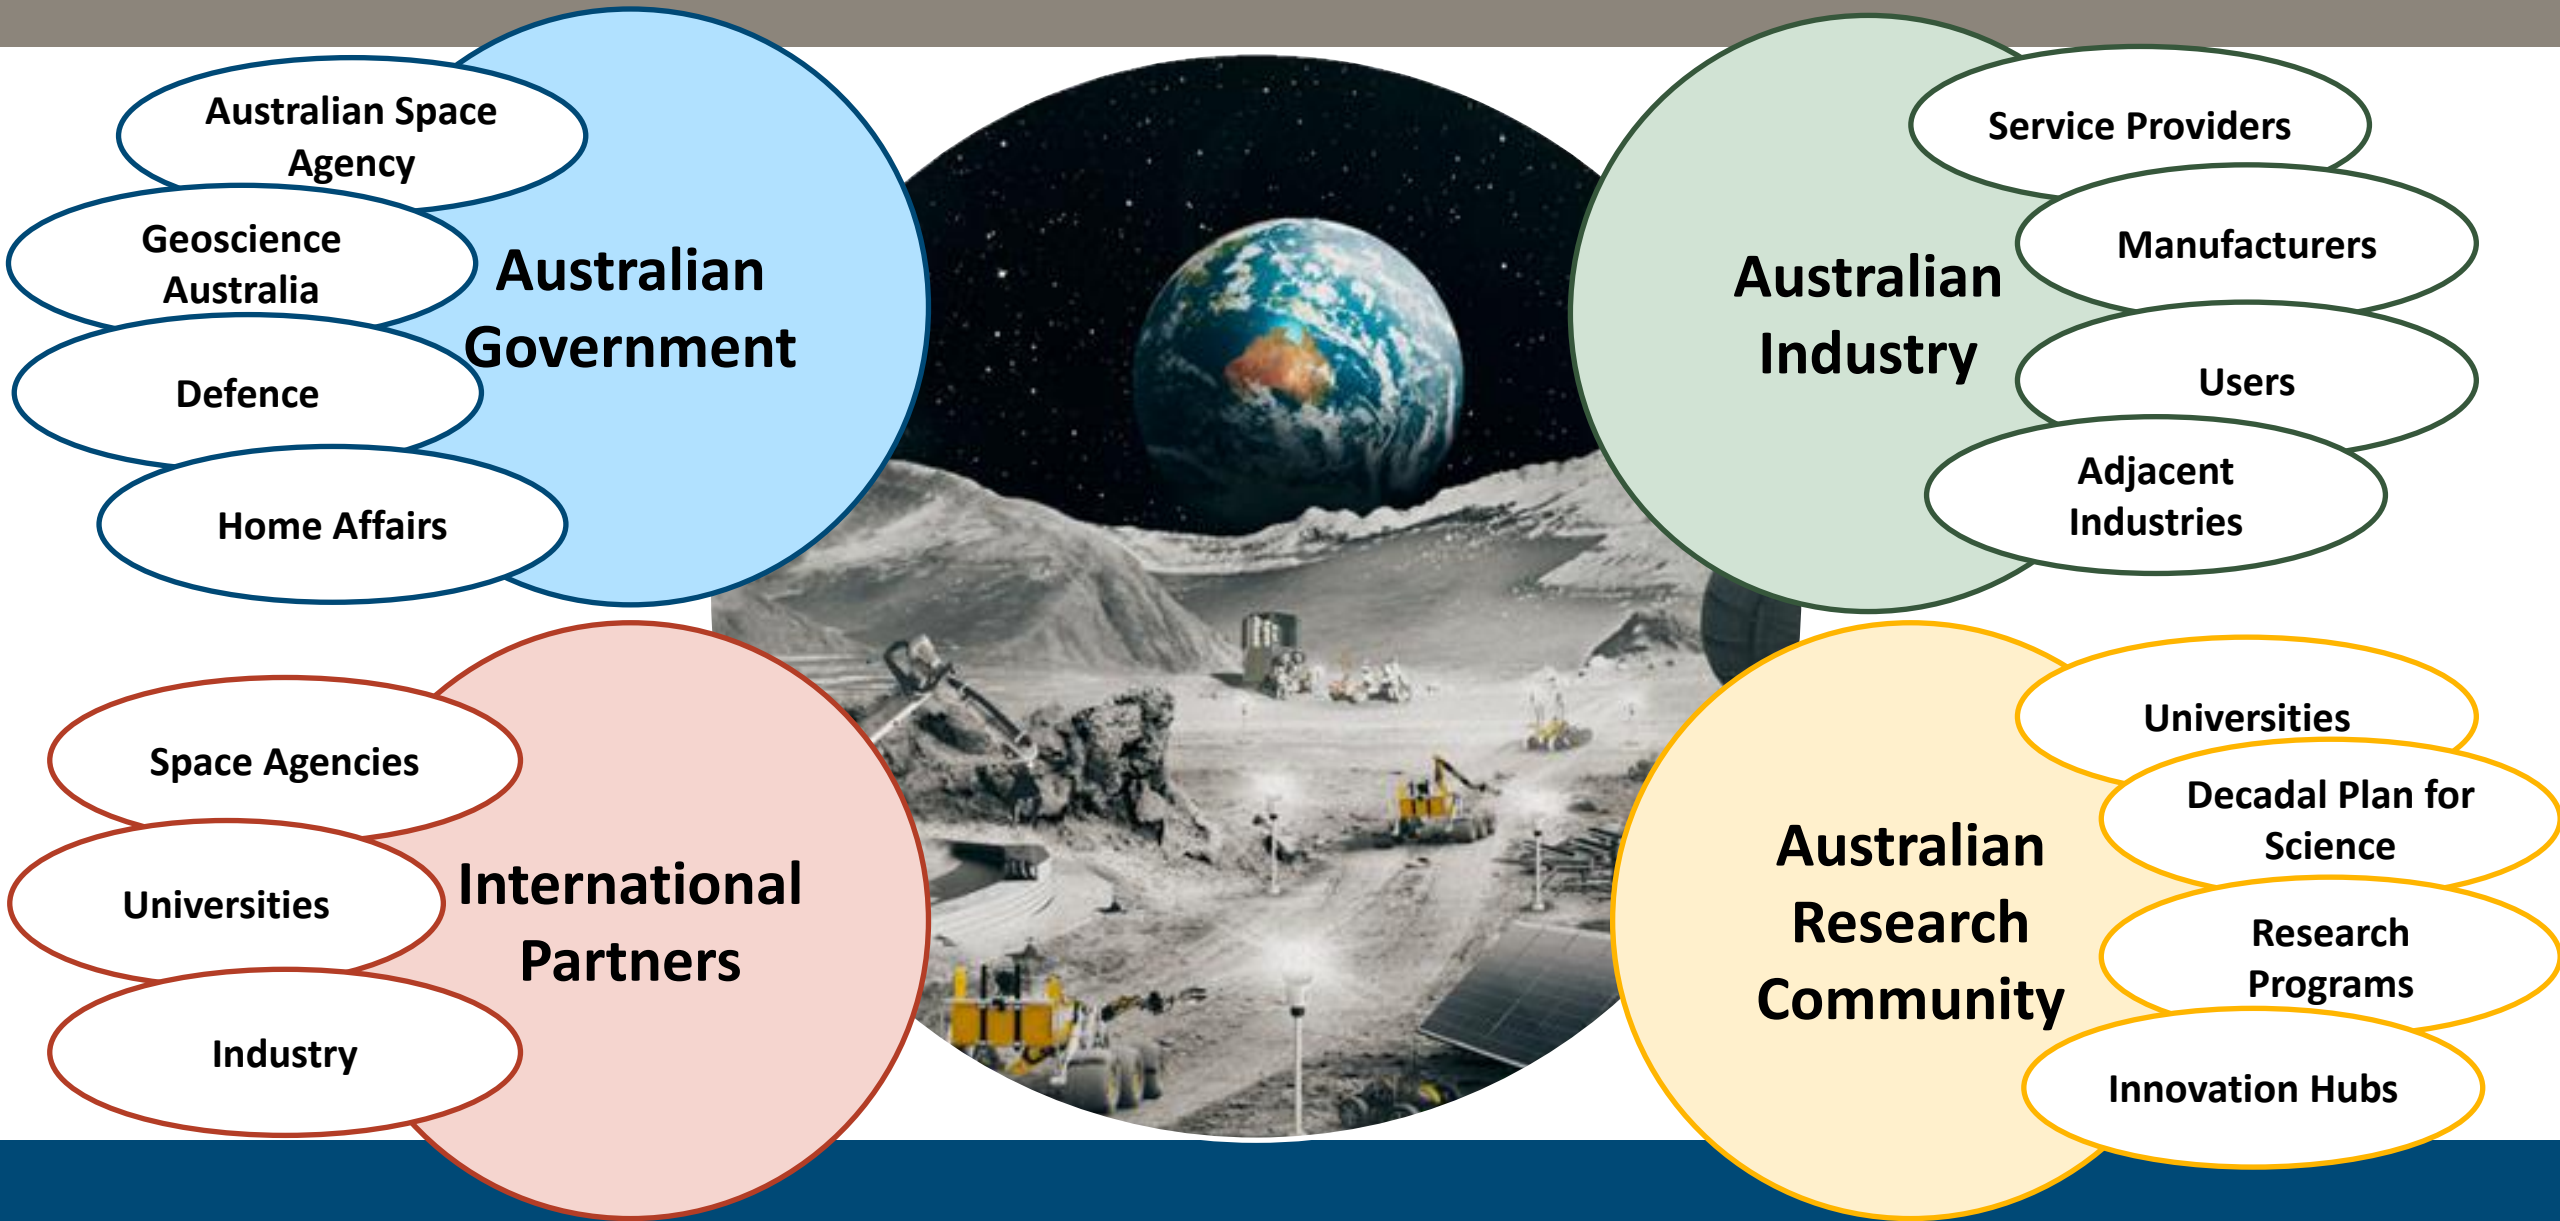 Australian Space
Agency
Geoscience
Australia
Defence
Home Affairs
Australian
Government
Service Providers
Manufacturers
Users
Adjacent
Industries
Australian
Industry
Space Agencies
Universities
Industry
International
Partners
Universities
Decadal Plan for
Science
Research
Programs
Innovation Hubs
Australian
Research
Community